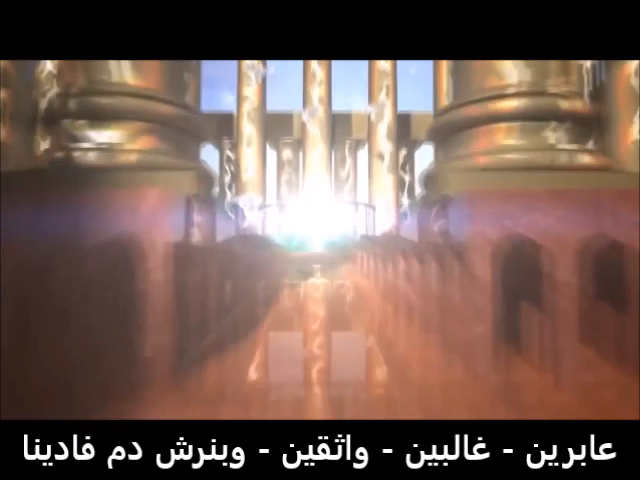 عابرين - غالبين - واثقين - وبنرش دم فادينا